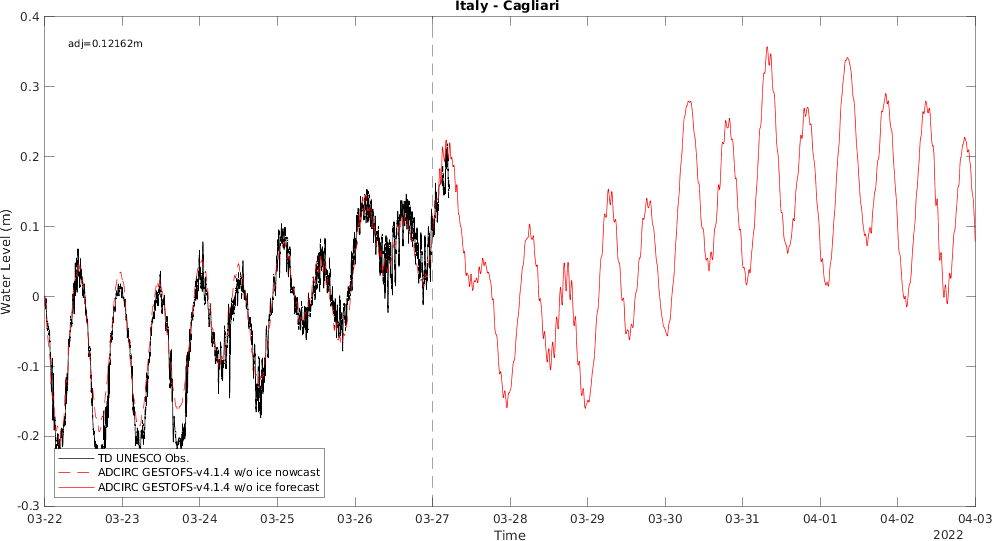 Italy - Cagliari
adj=0.12162m
0.4
0.3
0.2
0.1
0
-0.1
-0.2
-0.3
Water Level (m)
TD UNESCO Obs.
ADCIRC GESTOFS-v4.1.4 w/o ice nowcast
ADCIRC GESTOFS-v4.1.4 w/o ice forecast
03-22 03-23 03-24 03-25 03-26 03-27 03-28 03-29 03-30 03-31 04-01 04-02 04-03
Time
2022